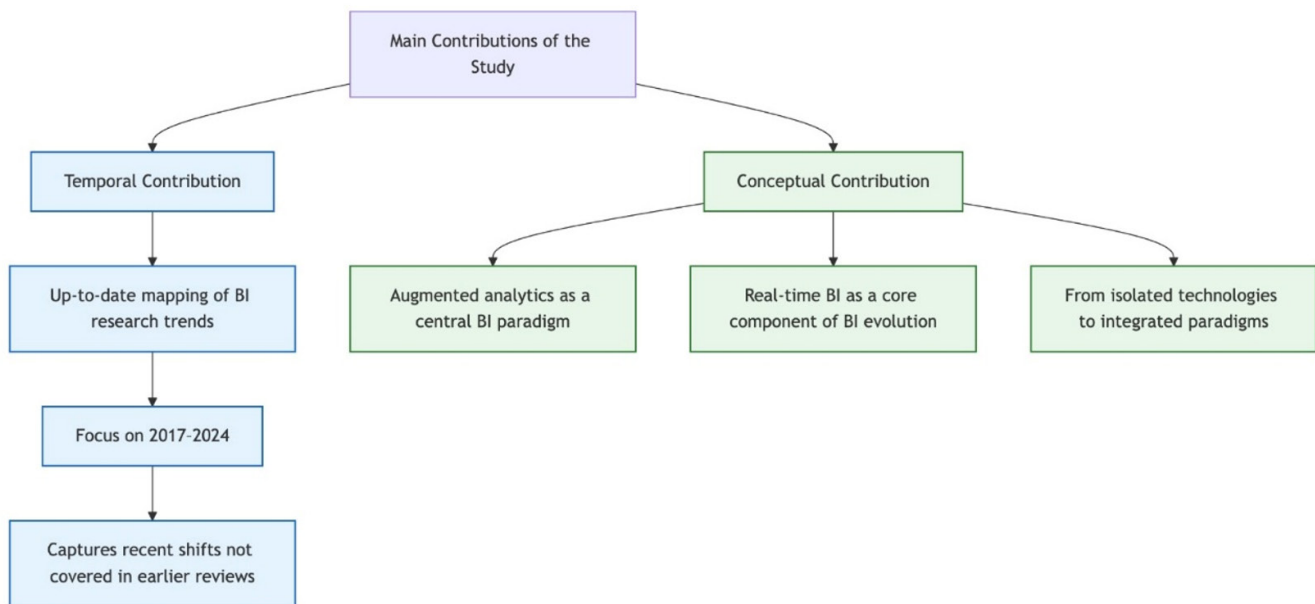 Main Contributions of the
Study
Temporal Contribution
Conceptual Contribution
Up-to-date mapping of BI
research trends
Augmented analytics as a
central BI paradigm
Real-time BI as a core
component of BI evolution
From isolated technologies
to integrated paradigms
Focus on 2017–2024
Captures recent shifts not
covered in earlier reviews